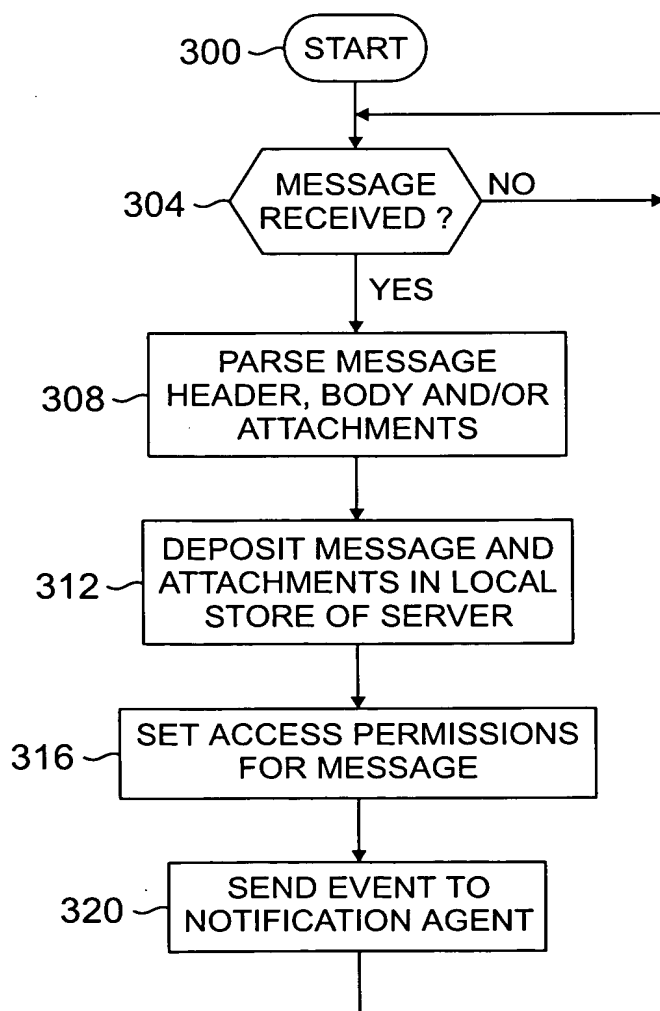 300
START
304
MESSAGE
RECEIVED ?
NO
YES
308
PARSE MESSAGE
HEADER, BODY AND/OR
ATTACHMENTS
312
DEPOSIT MESSAGE AND
ATTACHMENTS IN LOCAL
STORE OF SERVER
316
SET ACCESS PERMISSIONS
FOR MESSAGE
320
SEND EVENT TO
NOTIFICATION AGENT